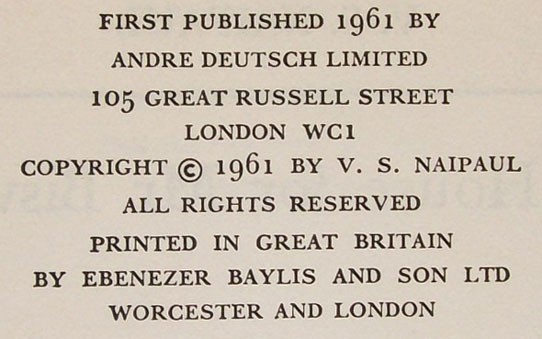 FIRST PUBLISHED 1961 BY
ANDRE DEUTSCH LIMITED
105 GREAT RUSSELL STREET
LONDON WC1
COPYRIGHT © 1961 BY V. S. NAIPAUL
ALL RIGHTS RESERVED
PRINTED IN GREAT BRITAIN
BY EBENEZER BAYLIS AND SON LTD
WORCESTER AND LONDON